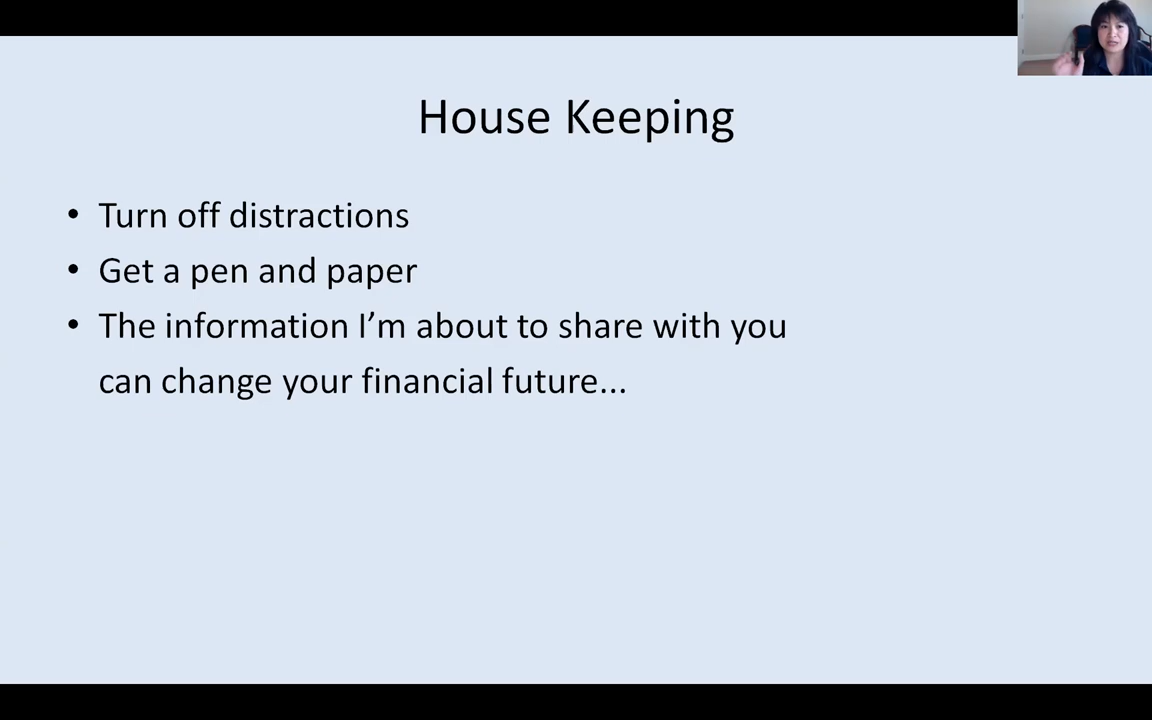 House Keeping
• Turn off distractions
• Get a pen and paper
• The information I’m about to share with you
can change your financial future...